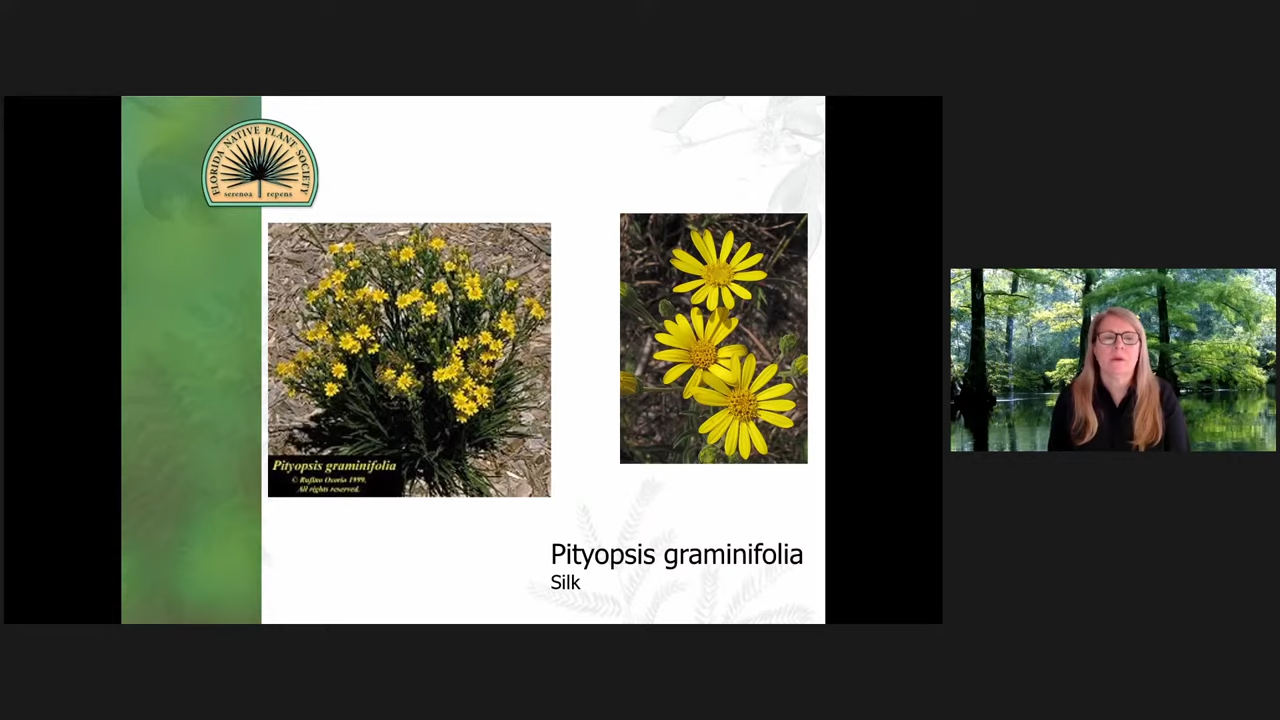 FLORIDA NATIVE PLANT SOCIETY
serenoa repens
Pityopsis graminifolia
© Rufino Osorio 1999.
All rights reserved.
Pityopsis graminifolia
Silk